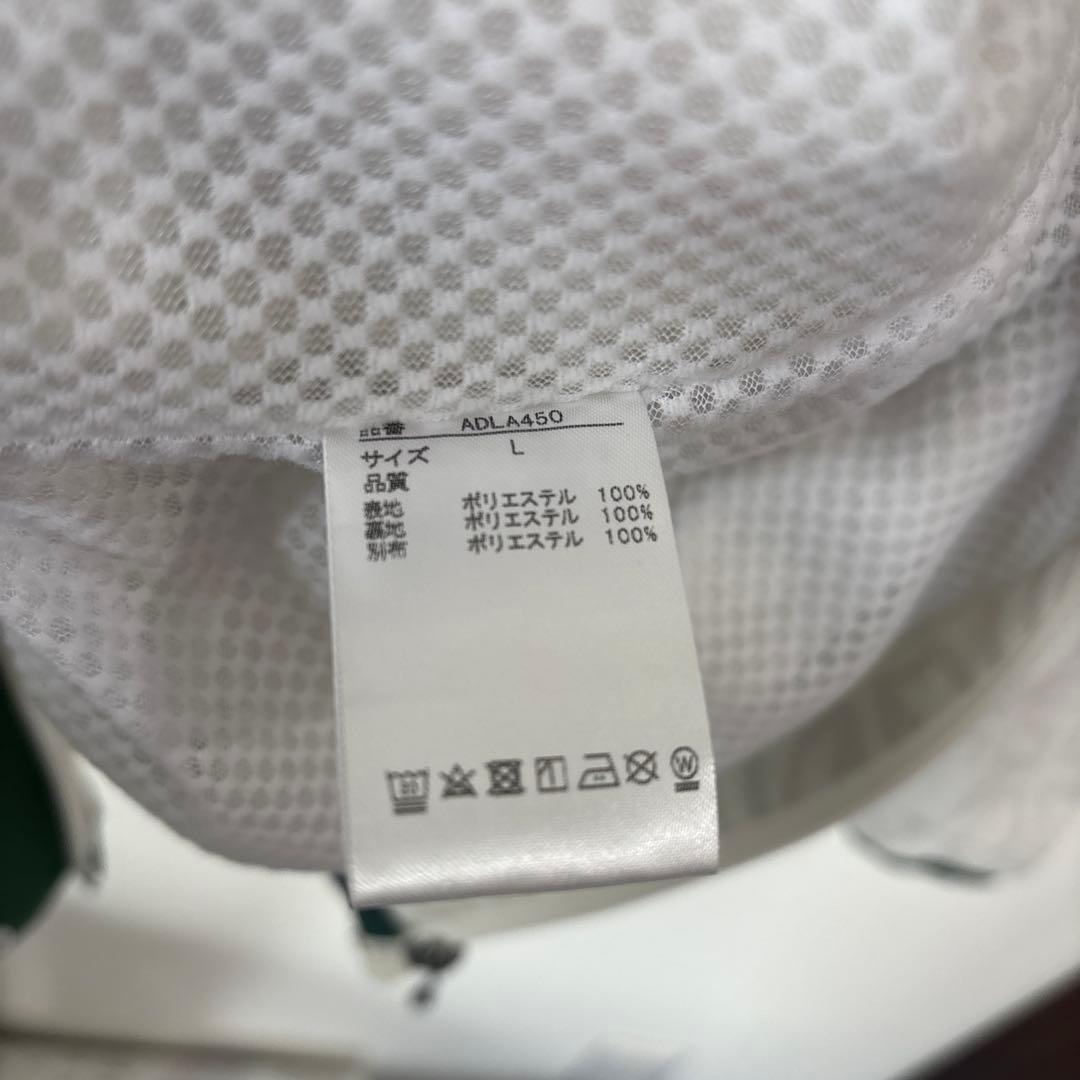 品番 ADLA450
サイズ L
品質
表地 ポリエステル 100%
裏地 ポリエステル 100%
別布 ポリエステル 100%
30
W